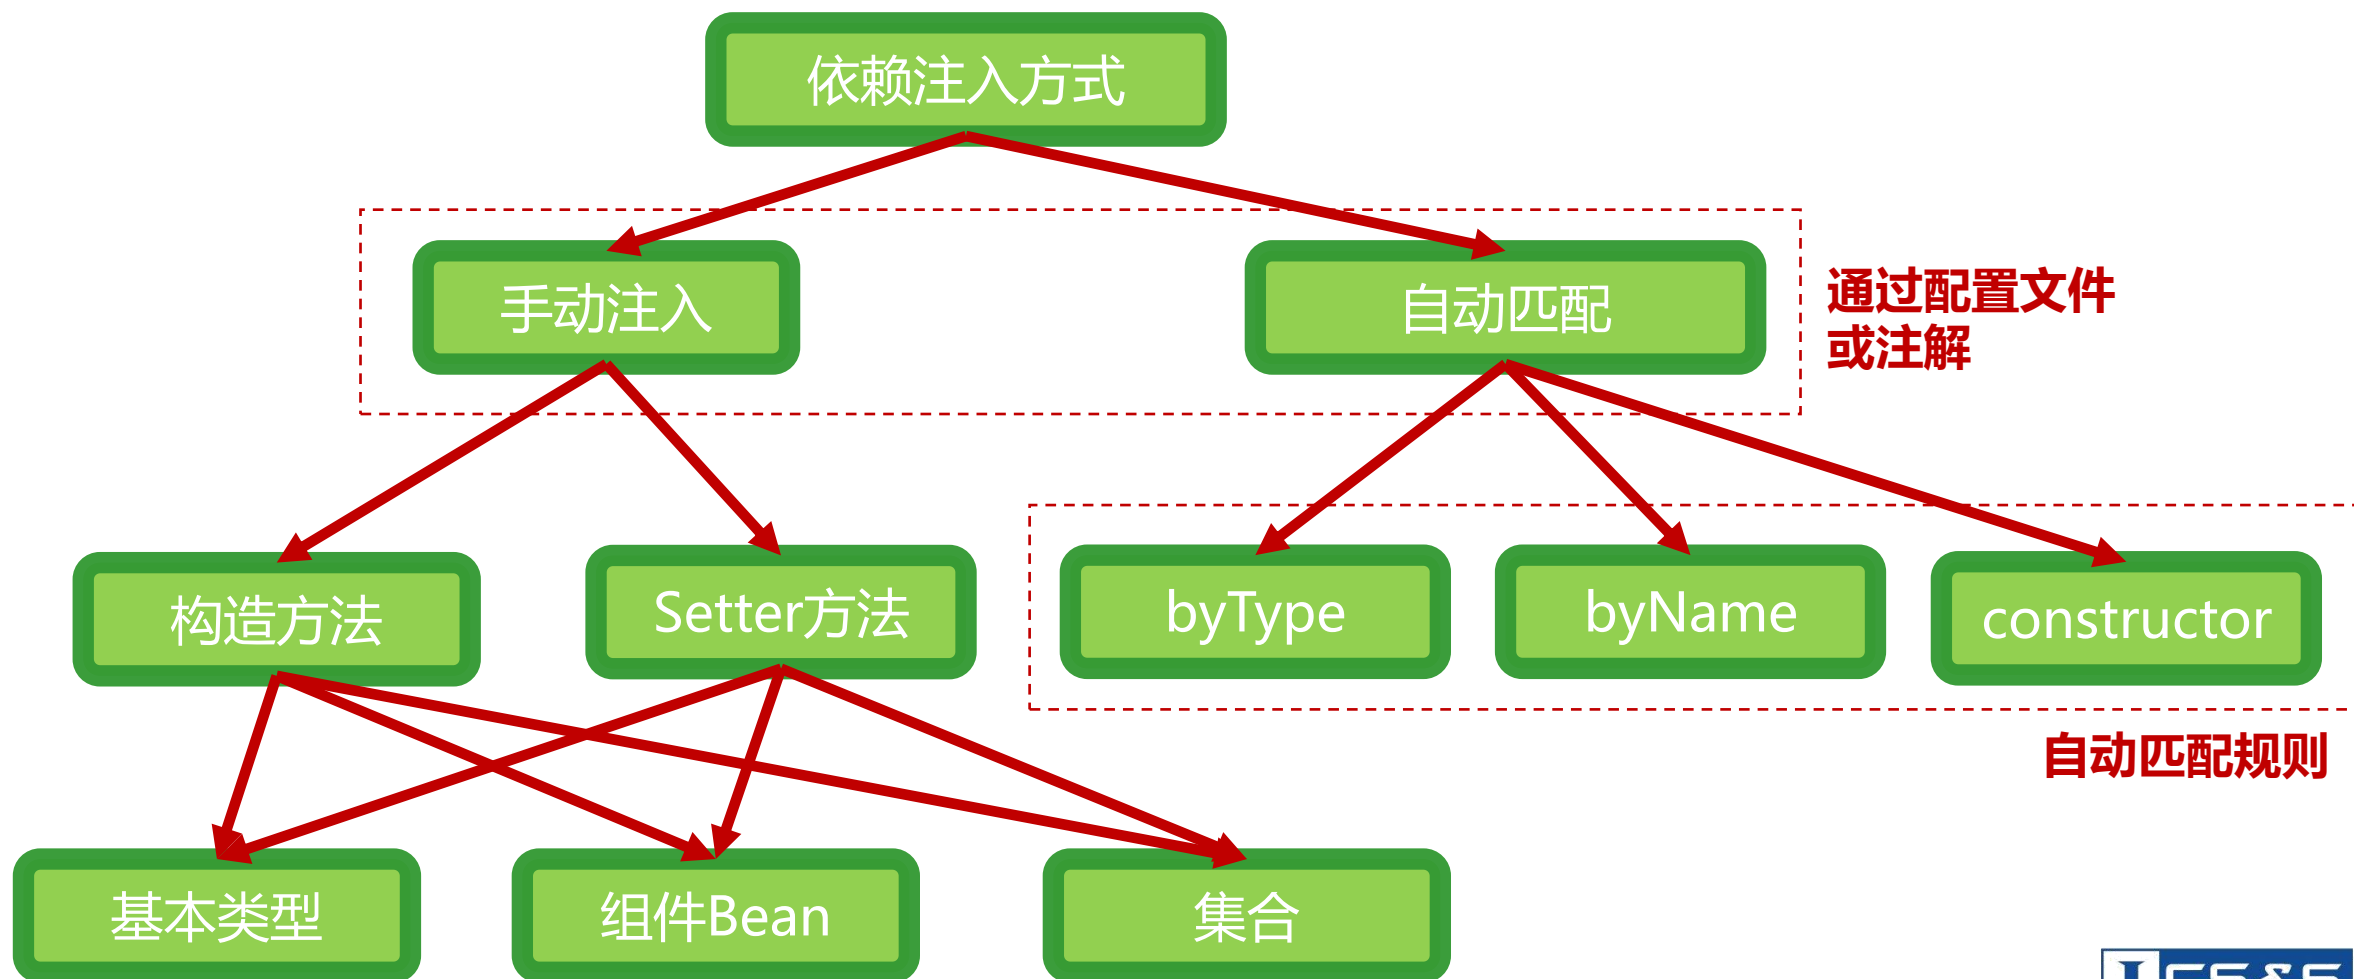 依赖注入方式
手动注入
自动匹配
通过配置文件
或注解
构造方法
Setter方法
byType
byName
constructor
自动匹配规则
基本类型
组件Bean
集合